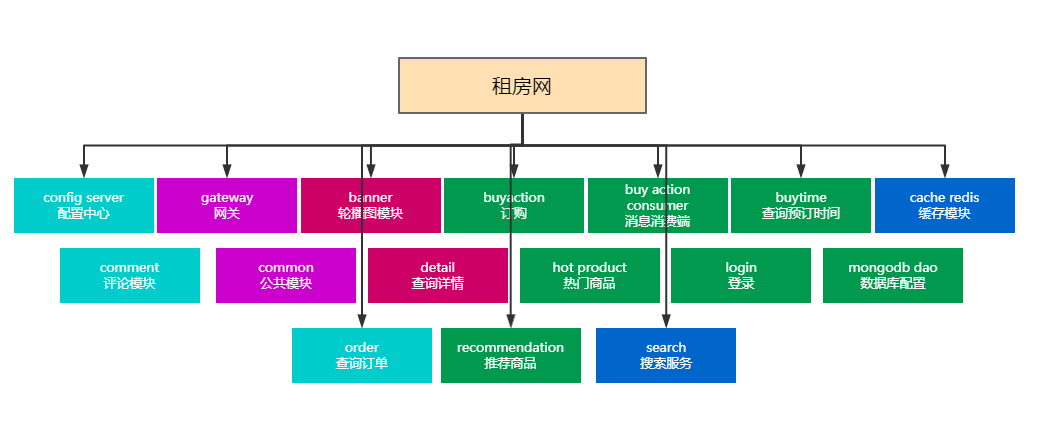 租房网
config server
配置中心
gateway
网关
banner
轮播图模块
buyaction
订购
buy action
consumer
消息消费端
buytime
查询预订时间
cache redis
缓存模块
comment
评论模块
common
公共模块
detail
查询详情
hot product
热门商品
login
登录
mongodb dao
数据库配置
order
查询订单
recommendation
推荐商品
search
搜索服务